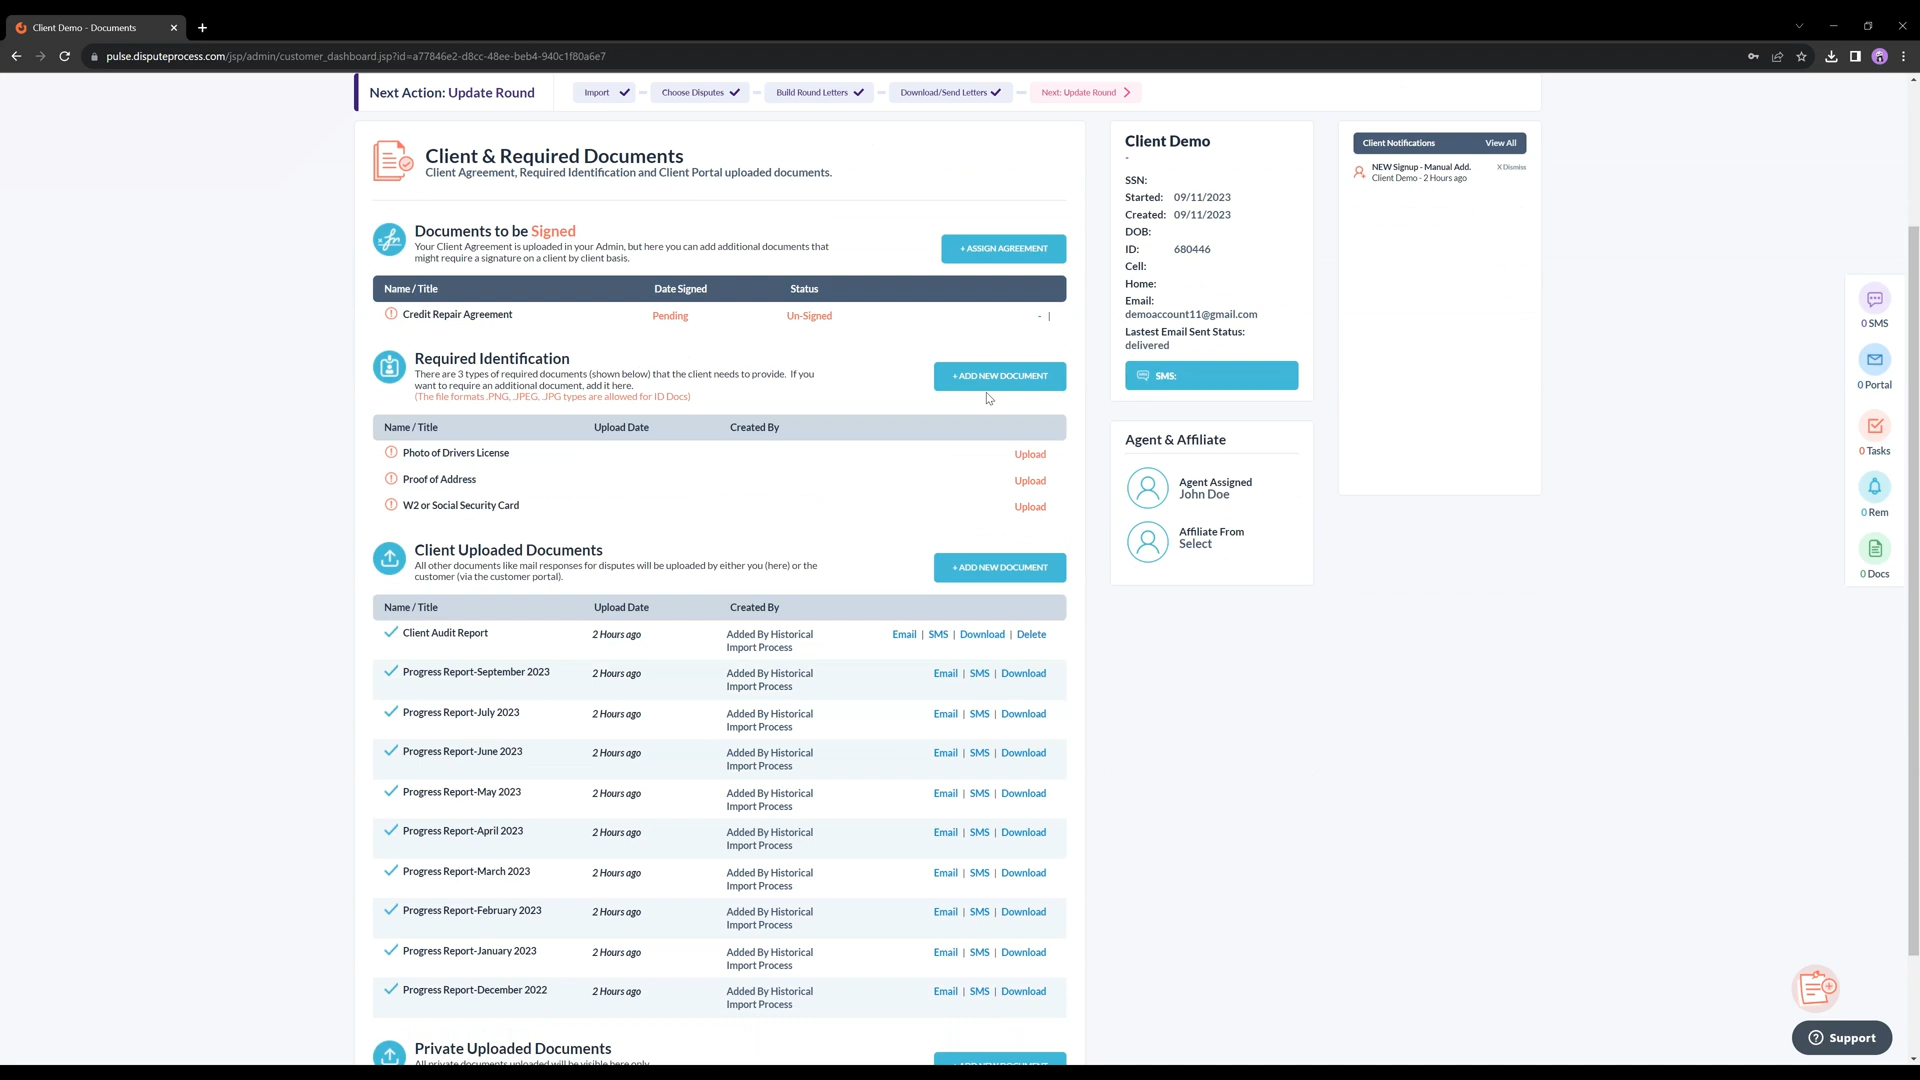 Client Demo - Documents
pulse.disputeprocess.com/jsp/admin/customer_dashboard.jsp?id=a77846e2-d8cc-48ee-beb4-940c1f80a6e7
Next Action: Update Round
Import
Choose Disputes
Build Round Letters
Download/Send Letters
Next: Update Round
Client & Required Documents
Client Agreement, Required Identification and Client Portal uploaded documents.
Documents to be Signed
Your Client Agreement is uploaded in your Admin, but here you can add additional documents that
might require a signature on a client by client basis.
+ ASSIGN AGREEMENT
Name / Title Date Signed Status
Credit Repair Agreement Pending Un-Signed - |
Required Identification
There are 3 types of required documents (shown below) that the client needs to provide. If you
want to require an additional document, add it here.
(The file formats .PNG, .JPEG, .JPG types are allowed for ID Docs)
+ ADD NEW DOCUMENT
Name / Title Upload Date Created By
Photo of Drivers License Upload
Proof of Address Upload
W2 or Social Security Card Upload
Client Uploaded Documents
All other documents like mail responses for disputes will be uploaded by either you (here) or the
customer (via the customer portal).
+ ADD NEW DOCUMENT
Name / Title Upload Date Created By
Client Audit Report 2 Hours ago Added By Historical Email | SMS | Download | Delete
Import Process
Progress Report-September 2023 2 Hours ago Added By Historical Email | SMS | Download
Import Process
Progress Report-July 2023 2 Hours ago Added By Historical Email | SMS | Download
Import Process
Progress Report-June 2023 2 Hours ago Added By Historical Email | SMS | Download
Import Process
Progress Report-May 2023 2 Hours ago Added By Historical Email | SMS | Download
Import Process
Progress Report-April 2023 2 Hours ago Added By Historical Email | SMS | Download
Import Process
Progress Report-March 2023 2 Hours ago Added By Historical Email | SMS | Download
Import Process
Progress Report-February 2023 2 Hours ago Added By Historical Email | SMS | Download
Import Process
Progress Report-January 2023 2 Hours ago Added By Historical Email | SMS | Download
Import Process
Progress Report-December 2022 2 Hours ago Added By Historical Email | SMS | Download
Import Process
Private Uploaded Documents
All private documents uploaded will be visible here only.
+ ADD NEW DOCUMENT
Client Demo
-
SSN:
Started: 09/11/2023
Created: 09/11/2023
DOB:
ID: 680446
Cell:
Home:
Email:
demoaccount11@gmail.com
Lastest Email Sent Status:
delivered
SMS:
Agent & Affiliate
Agent Assigned
John Doe
Affiliate From
Select
Client Notifications View All
NEW Signup - Manual Add. X Dismiss
Client Demo - 2 Hours ago
0 SMS
0 Portal
0 Tasks
0 Rem
0 Docs
Support